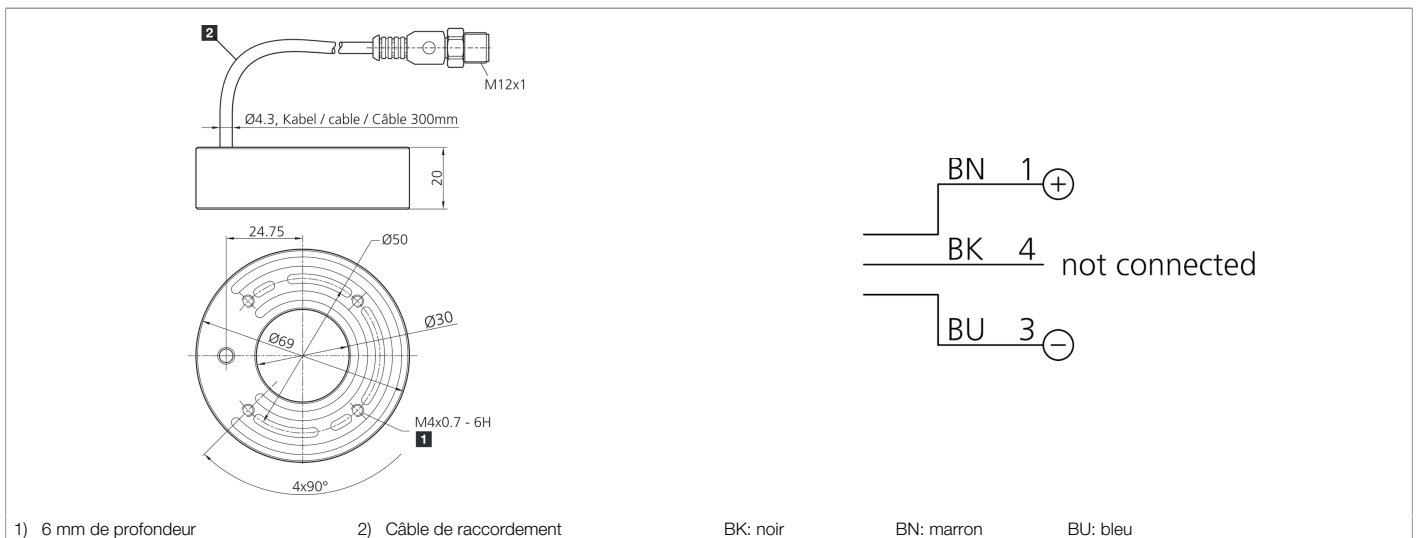 2
M12x1
Ø4.3, Kabel / cable / Câble 300mm
20
24.75
Ø50
Ø30
Ø69
M4x0.7 - 6H
1
4x90°
BN 1 +
BK 4 not connected
BU 3 −
1) 6 mm de profondeur 2) Câble de raccordement BK: noir BN: marron BU: bleu